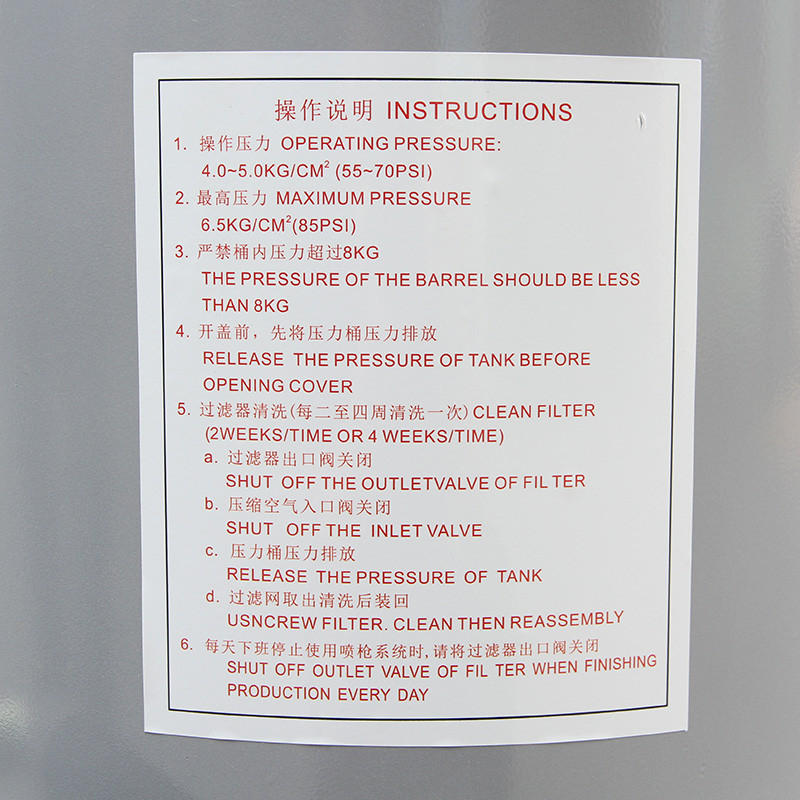 操作说明 INSTRUCTIONS
1. 操作压力 OPERATING PRESSURE:
4.0~5.0KG/CM² (55~70PSI)
2. 最高压力 MAXIMUM PRESSURE
6.5KG/CM²(85PSI)
3. 严禁桶内压力超过8KG
THE PRESSURE OF THE BARREL SHOULD BE LESS
THAN 8KG
4. 开盖前，先将压力桶压力排放
RELEASE THE PRESSURE OF TANK BEFORE
OPENING COVER
5. 过滤器清洗(每二至四周清洗一次) CLEAN FILTER
(2WEEKS/TIME OR 4 WEEKS/TIME)
a. 过滤器出口阀关闭
SHUT OFF THE OUTLETVALVE OF FIL TER
b. 压缩空气入口阀关闭
SHUT OFF THE INLET VALVE
c. 压力桶压力排放
RELEASE THE PRESSURE OF TANK
d. 过滤网取出清洗后装回
USNCREW FILTER. CLEAN THEN REASSEMBLY
6. 每天下班停止使用喷枪系统时,请将过滤器出口阀关闭
SHUT OFF OUTLET VALVE OF FIL TER WHEN FINISHING
PRODUCTION EVERY DAY